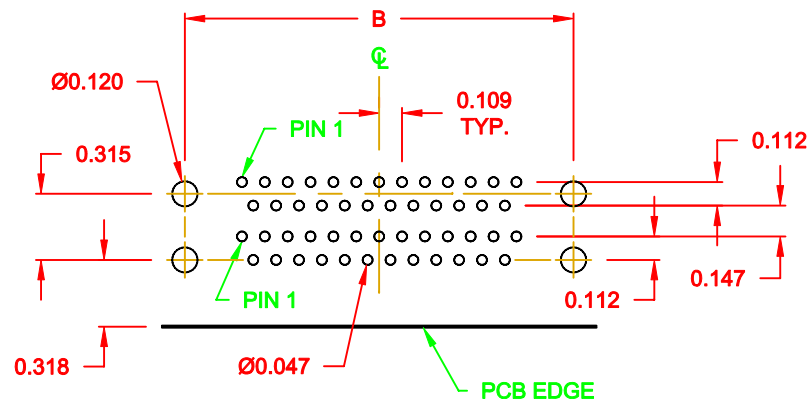 B
℄
Ø0.120
0.109
TYP.
PIN 1
0.112
0.315
0.147
PIN 1
0.112
0.318
Ø0.047
PCB EDGE